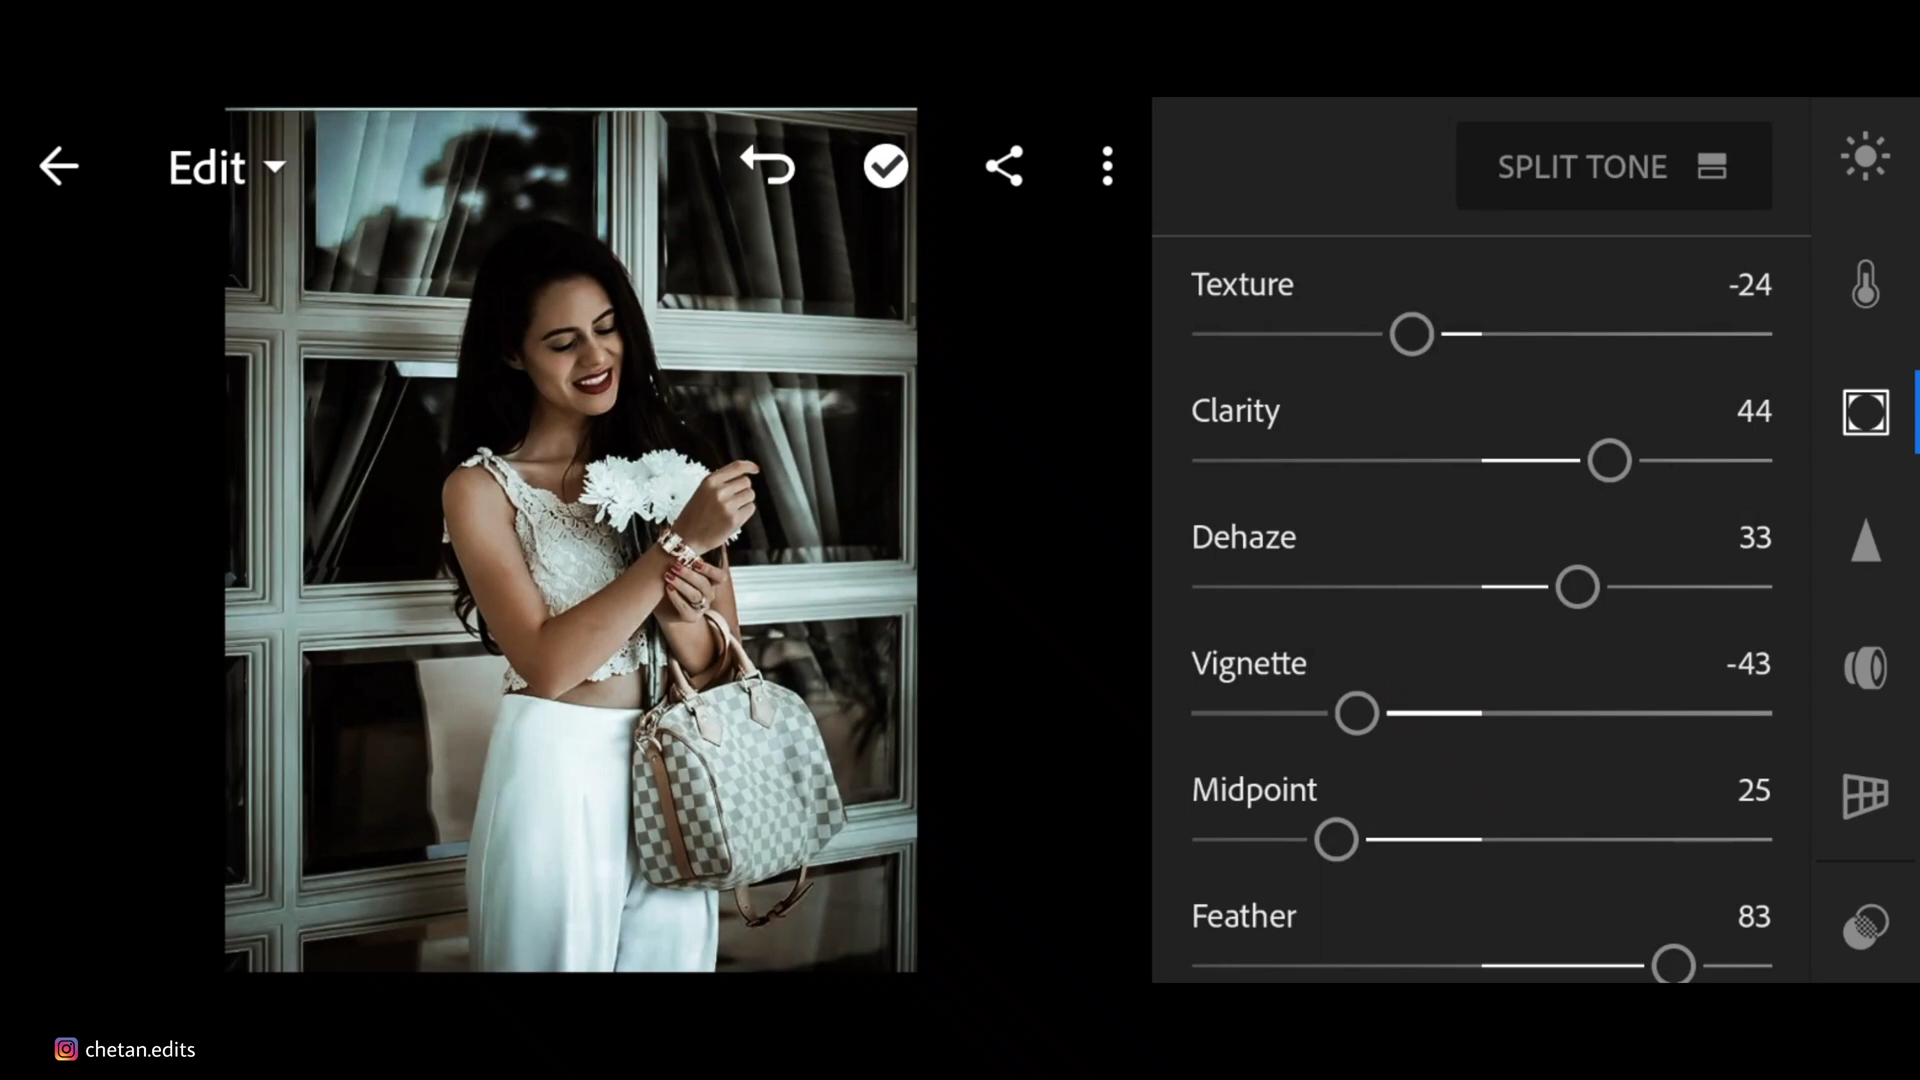 Edit
SPLIT TONE
Texture -24
Clarity 44
Dehaze 33
Vignette -43
Midpoint 25
Feather 83
chetan.edits